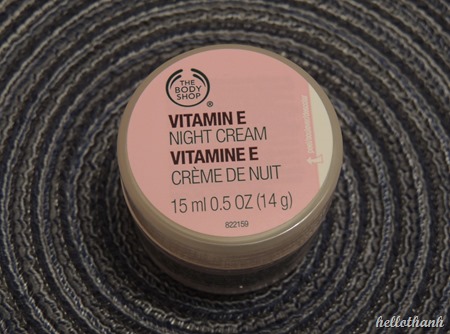 THE
BODY
SHOP
®
VITAMIN E
NIGHT CREAM
VITAMINE E
CRÈME DE NUIT
15 ml 0.5 OZ (14 g)
822159
hellothanh